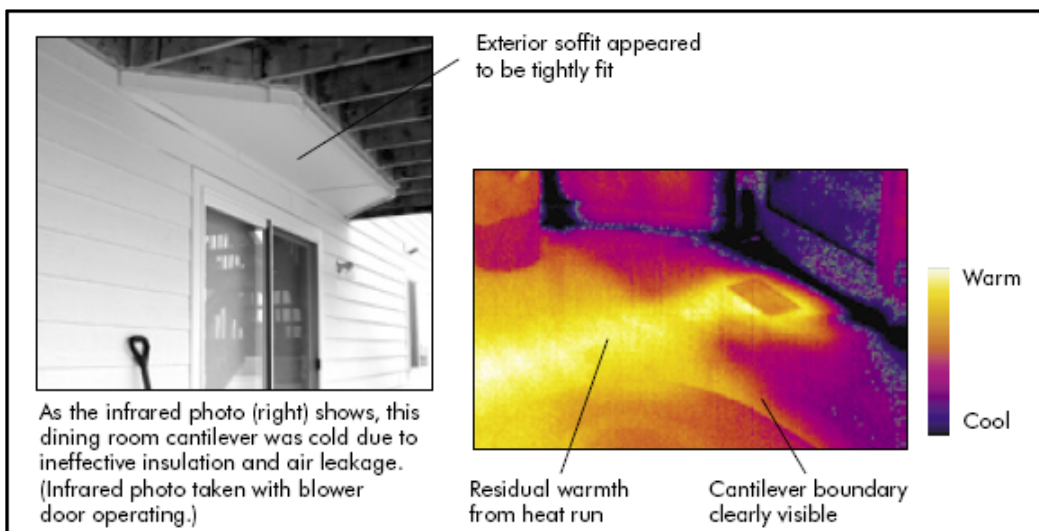 Exterior soffit appeared
to be tightly fit
Warm
Cool
As the infrared photo (right) shows, this
dining room cantilever was cold due to
ineffective insulation and air leakage.
(Infrared photo taken with blower
door operating.)
Residual warmth
from heat run
Cantilever boundary
clearly visible